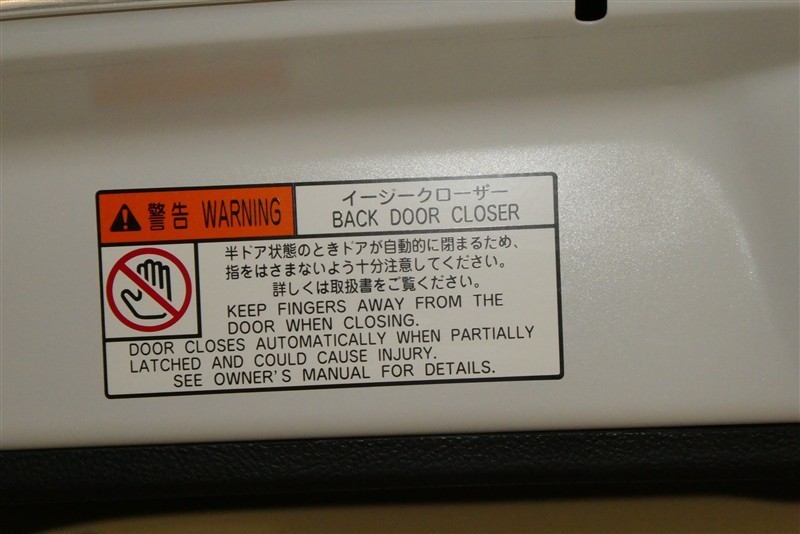 警告 WARNING
イージークローザー
BACK DOOR CLOSER
半ドア状態のときドアが自動的に閉まるため、
指をはさまないよう十分注意してください。
詳しくは取扱書をご覧ください。
KEEP FINGERS AWAY FROM THE
DOOR WHEN CLOSING.
DOOR CLOSES AUTOMATICALLY WHEN PARTIALLY
LATCHED AND COULD CAUSE INJURY.
SEE OWNER'S MANUAL FOR DETAILS.